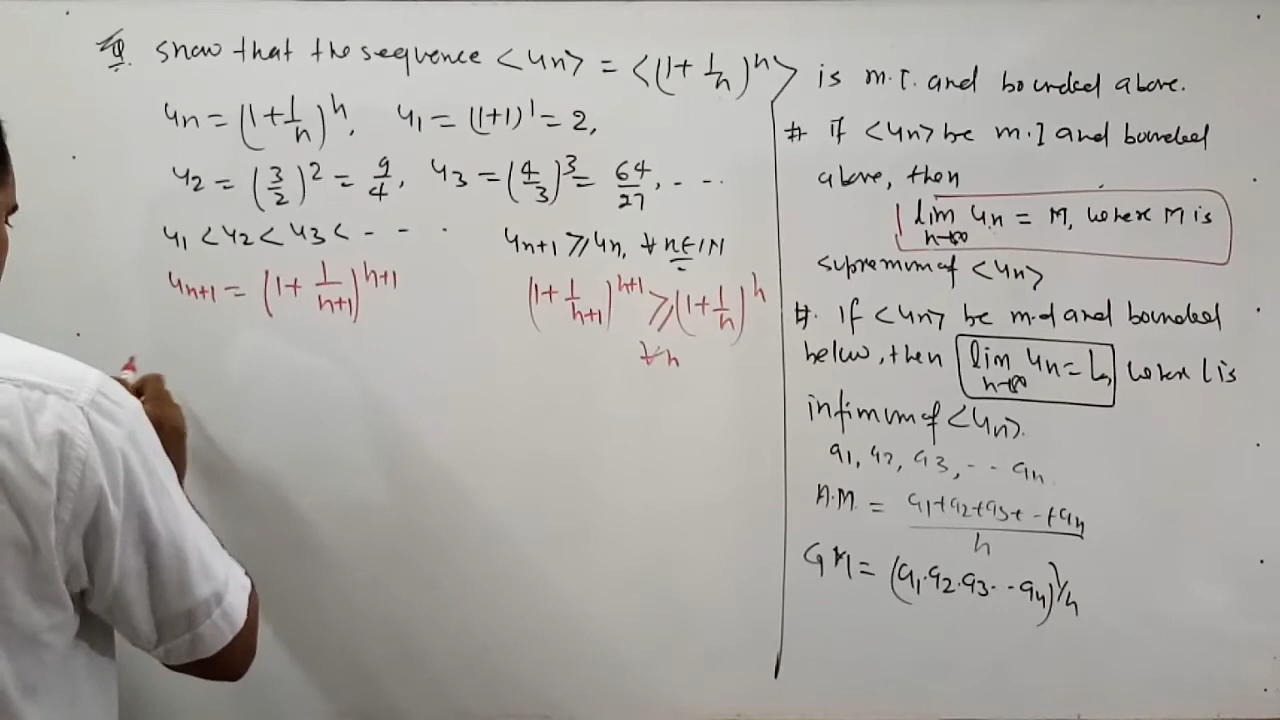 Q. show that the sequence <un> = <(1+1/n)^n> is m.I. and bounded above.
un = (1+1/n)^n, u1 = (1+1)^1 = 2,
u2 = (3/2)^2 = 9/4, u3 = (4/3)^3 = 64/27, - - -
u1 < u2 < u3 < - - - .
un+1 ≥ un, ∀ n∈IN
un+1 = (1+1/n+1)^n+1
(1+1/n+1)^n+1 ≥ (1+1/n)^n
∀n
# if <un> be m.I and bounded
above, then
lim n→∞ un = M, where M is
supremum of <un>
#. If <un> be m.d and bounded
below, then lim n→∞ un = l, where l is
infimum of <un>.
a1, a2, a3, - - an
A.M. = a1+a2+a3+ - +an / n
GM = (a1.a2.a3. - - an)^1/n